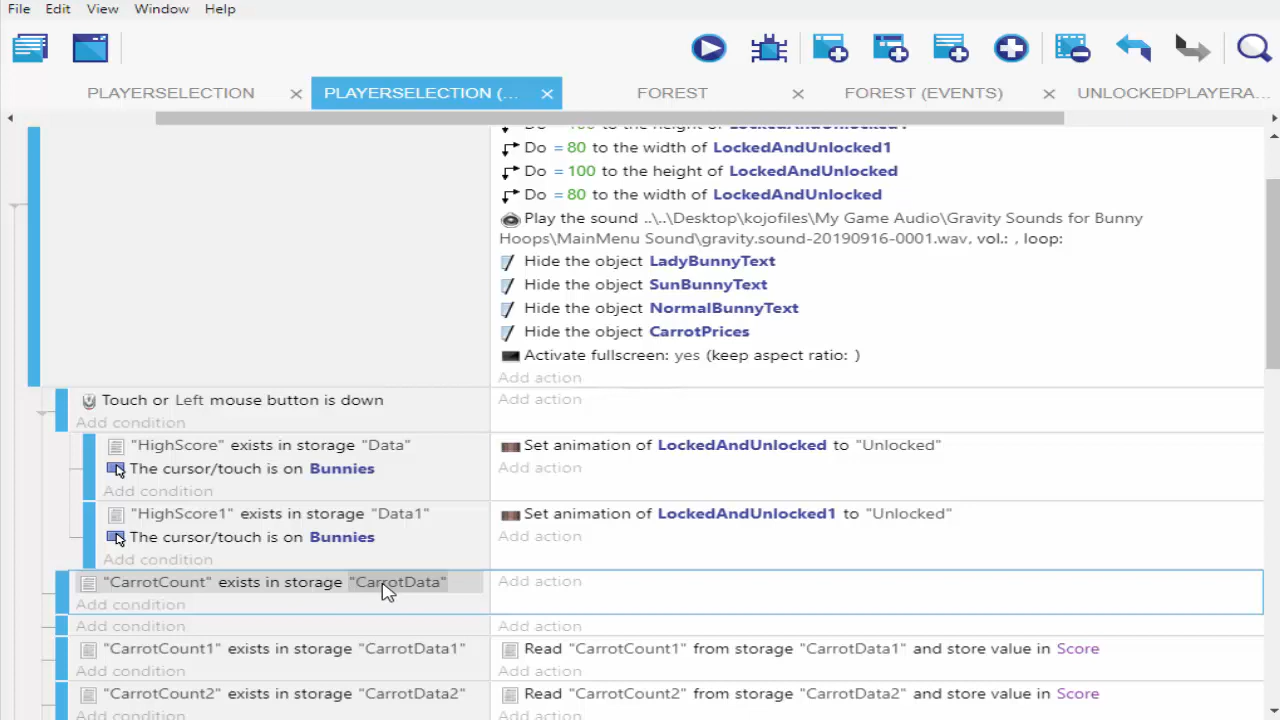 File Edit View Window Help
PLAYERSELECTION × PLAYERSELECTION (... × FOREST × FOREST (EVENTS) × UNLOCKEDPLAYERA...
Do = 100 to the height of LockedAndUnlocked1
Do = 80 to the width of LockedAndUnlocked1
Do = 100 to the height of LockedAndUnlocked
Do = 80 to the width of LockedAndUnlocked
Play the sound ..\..\Desktop\kojofiles\My Game Audio\Gravity Sounds for Bunny
Hoops\MainMenu Sound\gravity.sound-20190916-0001.wav, vol.: , loop:
Hide the object LadyBunnyText
Hide the object SunBunnyText
Hide the object NormalBunnyText
Hide the object CarrotPrices
Activate fullscreen: yes (keep aspect ratio: )
Add action
Touch or Left mouse button is down
Add action
Add condition
"HighScore" exists in storage "Data"
Set animation of LockedAndUnlocked to "Unlocked"
The cursor/touch is on Bunnies
Add action
Add condition
"HighScore1" exists in storage "Data1"
Set animation of LockedAndUnlocked1 to "Unlocked"
The cursor/touch is on Bunnies
Add action
Add condition
"CarrotCount" exists in storage "CarrotData"
Add action
Add condition
Add condition
Add action
"CarrotCount1" exists in storage "CarrotData1"
Read "CarrotCount1" from storage "CarrotData1" and store value in Score
Add condition
Add action
"CarrotCount2" exists in storage "CarrotData2"
Read "CarrotCount2" from storage "CarrotData2" and store value in Score
Add condition
Add action